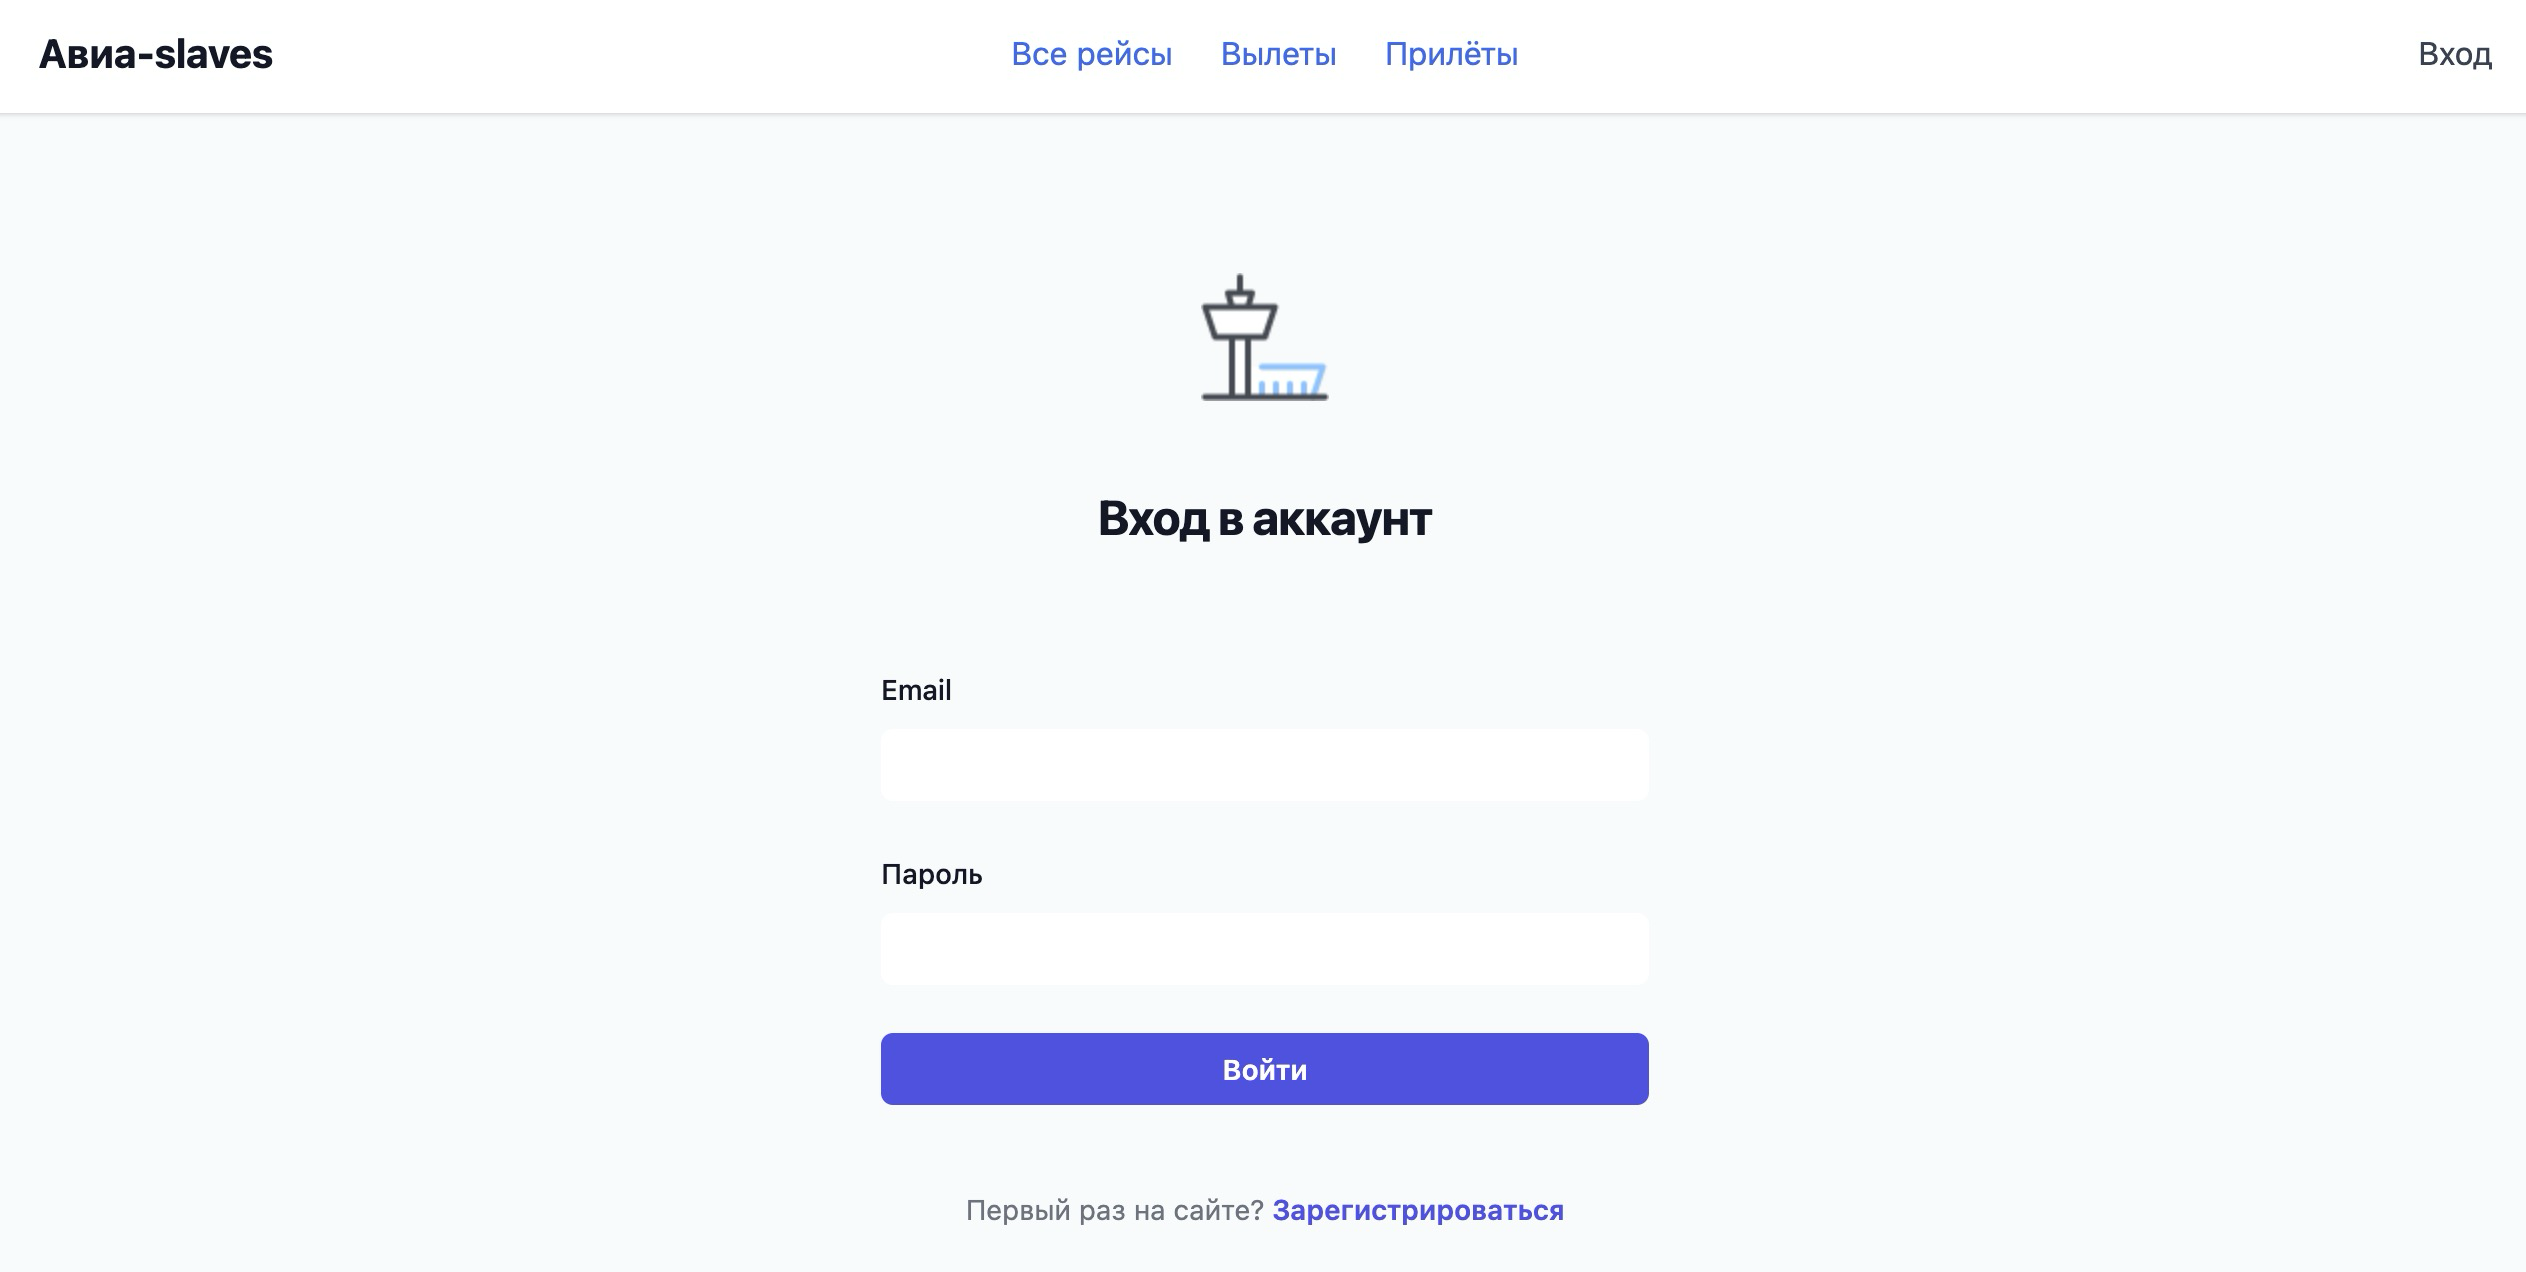 Авиа-slaves
Все рейсы Вылеты Прилёты
Вход
Вход в аккаунт
Email
Пароль
Войти
Первый раз на сайте? Зарегистрироваться